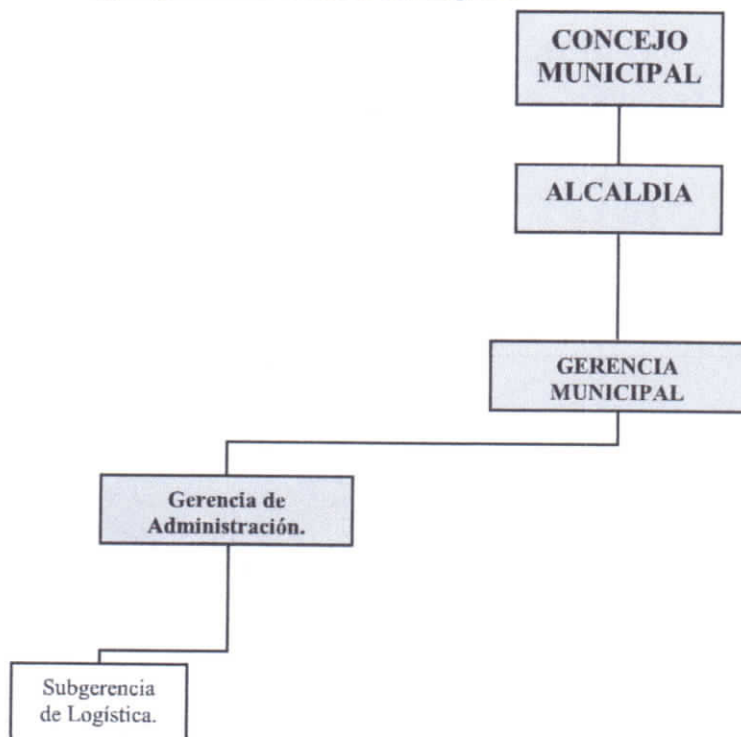 CONCEJO
MUNICIPAL
ALCALDIA
GERENCIA
MUNICIPAL
Gerencia de
Administración.
Subgerencia
de Logística.